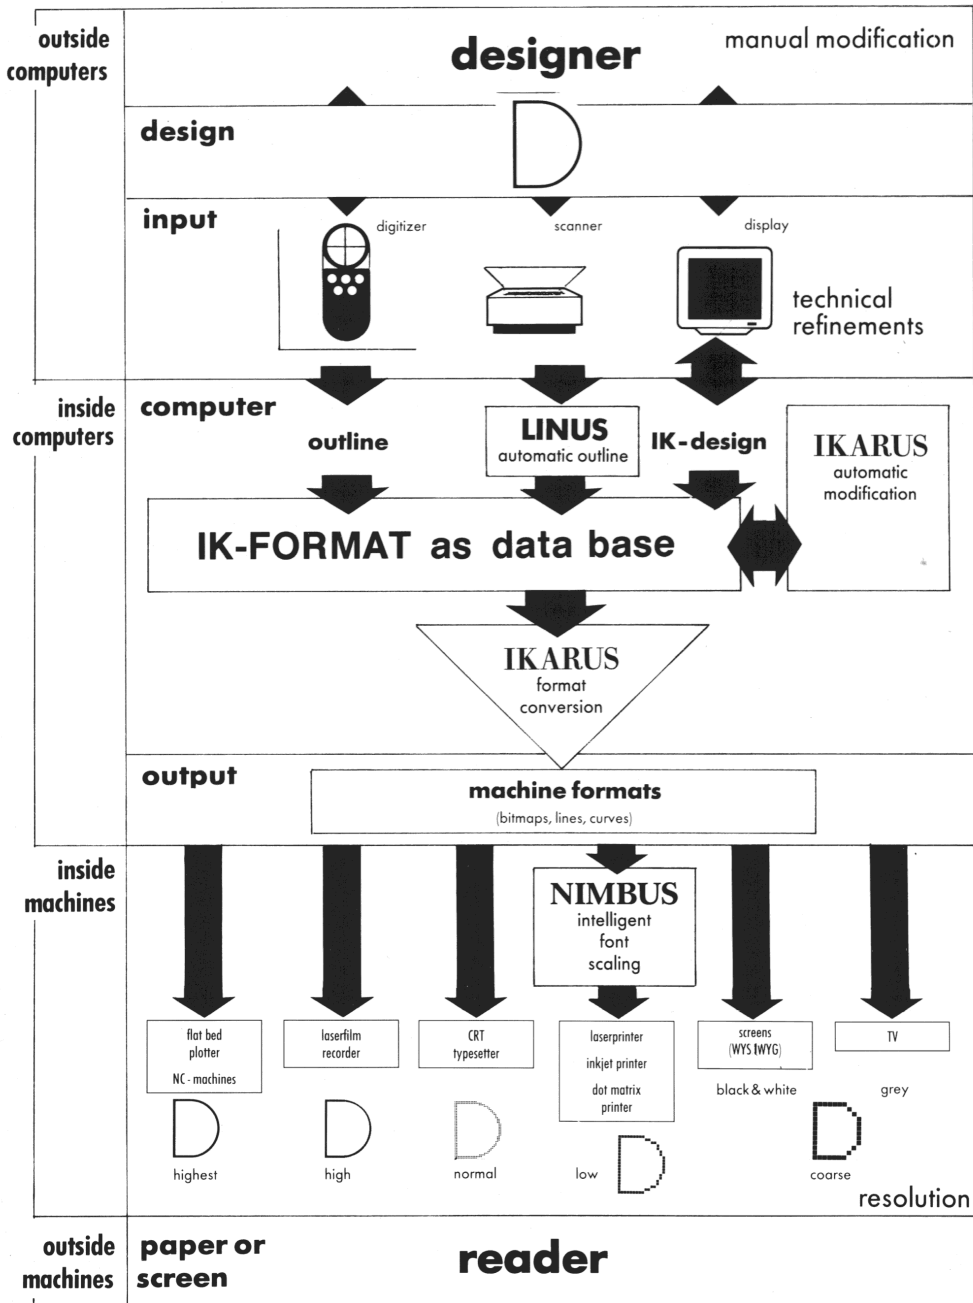 outside
computers
designer
manual modification
design
input
digitizer
scanner
display
technical
refinements
inside
computers
computer
outline
LINUS
automatic outline
IK-design
IKARUS
automatic
modification
IK-FORMAT as data base
IKARUS
format
conversion
output
machine formats
(bitmaps, lines, curves)
inside
machines
NIMBUS
intelligent
font
scaling
flat bed
plotter
NC - machines
laserfilm
recorder
CRT
typesetter
laserprinter
inkjet printer
dot matrix
printer
screens
(WYSIWYG)
TV
black & white
grey
highest
high
normal
low
coarse
resolution
outside
machines
paper or
screen
reader